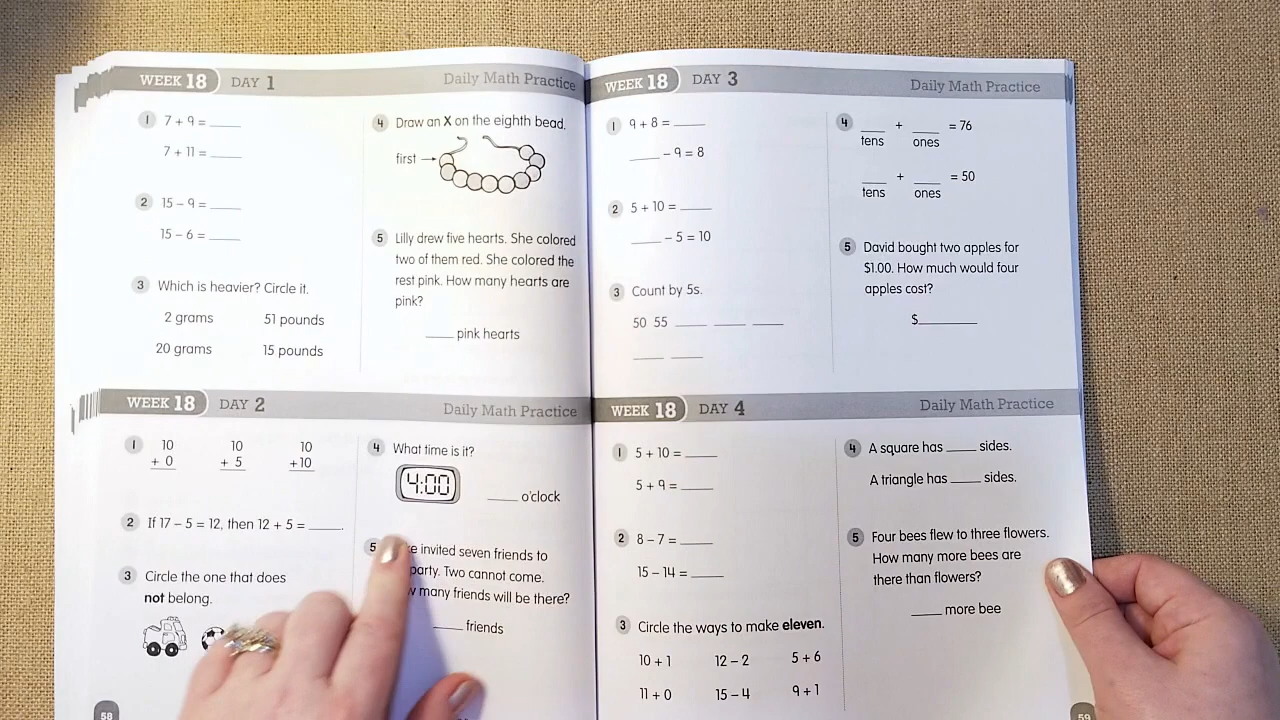 WEEK 18 DAY 1 Daily Math Practice
1 7 + 9 = ____
7 + 11 = ____
2 15 – 9 = ____
15 – 6 = ____
3 Which is heavier? Circle it.
2 grams 51 pounds
20 grams 15 pounds
4 Draw an X on the eighth bead.
first
5 Lilly drew five hearts. She colored
two of them red. She colored the
rest pink. How many hearts are
pink?
____ pink hearts
WEEK 18 DAY 2 Daily Math Practice
1 10 10 10
+ 0 + 5 +10
2 If 17 – 5 = 12, then 12 + 5 = ____.
3 Circle the one that does
not belong.
4 What time is it?
4:00
____ o'clock
5 invited seven friends to
party. Two cannot come.
many friends will be there?
____ friends
58
WEEK 18 DAY 3 Daily Math Practice
1 9 + 8 = ____
____ – 9 = 8
2 5 + 10 = ____
____ – 5 = 10
3 Count by 5s.
50 55 ____ ____ ____
____ ____
4 ____ + ____ = 76
tens ones
____ + ____ = 50
tens ones
5 David bought two apples for
$1.00. How much would four
apples cost?
$____
WEEK 18 DAY 4 Daily Math Practice
1 5 + 10 = ____
5 + 9 = ____
2 8 – 7 = ____
15 – 14 = ____
3 Circle the ways to make eleven.
10 + 1 12 – 2 5 + 6
11 + 0 15 – 4 9 + 1
4 A square has ____ sides.
A triangle has ____ sides.
5 Four bees flew to three flowers.
How many more bees are
there than flowers?
____ more bee
59